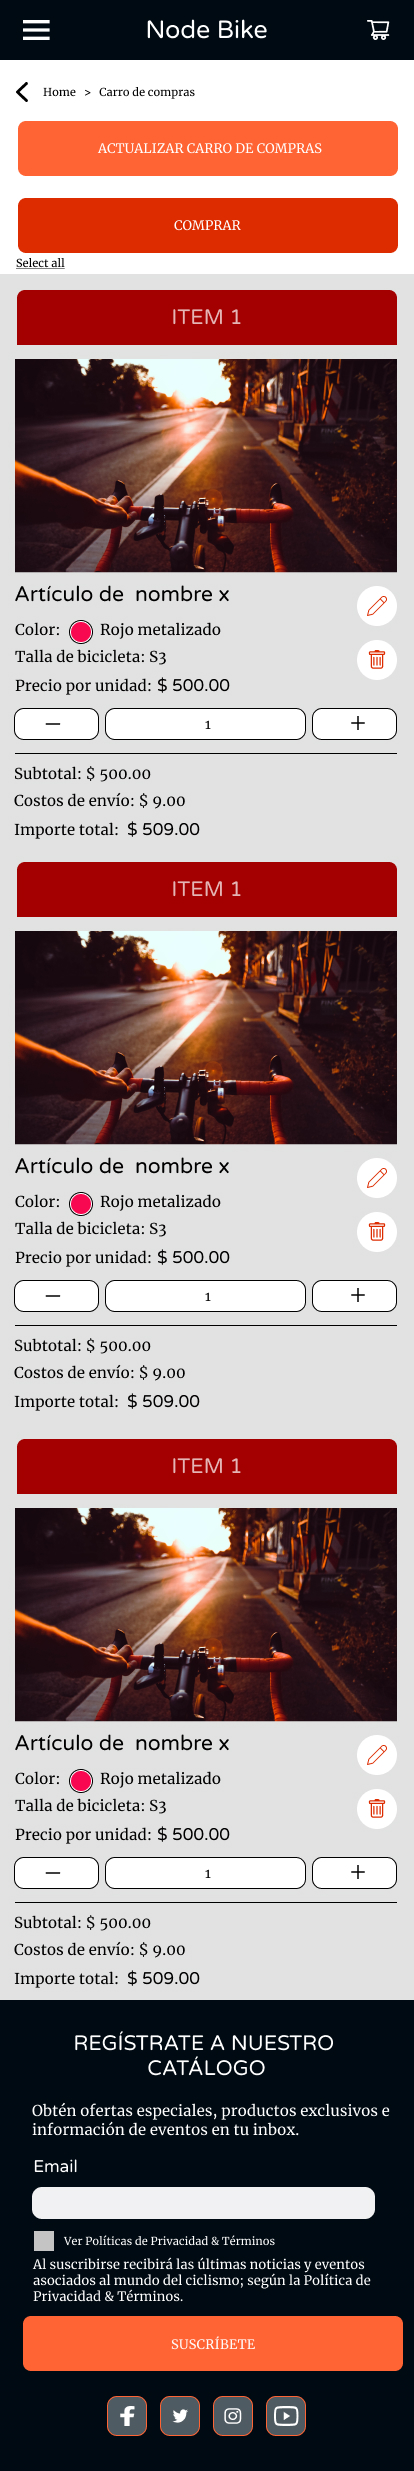 Node Bike
Home > Carro de compras
ACTUALIZAR CARRO DE COMPRAS
COMPRAR
Select all
ITEM 1
Artículo de nombre x
Color: Rojo metalizado
Talla de bicicleta: S3
Precio por unidad: $ 500.00
— 1 +
Subtotal: $ 500.00
Costos de envío: $ 9.00
Importe total: $ 509.00
ITEM 1
Artículo de nombre x
Color: Rojo metalizado
Talla de bicicleta: S3
Precio por unidad: $ 500.00
— 1 +
Subtotal: $ 500.00
Costos de envío: $ 9.00
Importe total: $ 509.00
ITEM 1
Artículo de nombre x
Color: Rojo metalizado
Talla de bicicleta: S3
Precio por unidad: $ 500.00
— 1 +
Subtotal: $ 500.00
Costos de envío: $ 9.00
Importe total: $ 509.00
REGÍSTRATE A NUESTRO
CATÁLOGO
Obtén ofertas especiales, productos exclusivos e
información de eventos en tu inbox.
Email
Ver Políticas de Privacidad & Términos
Al suscribirse recibirá las últimas noticias y eventos
asociados al mundo del ciclismo; según la Política de
Privacidad & Términos.
SUSCRÍBETE